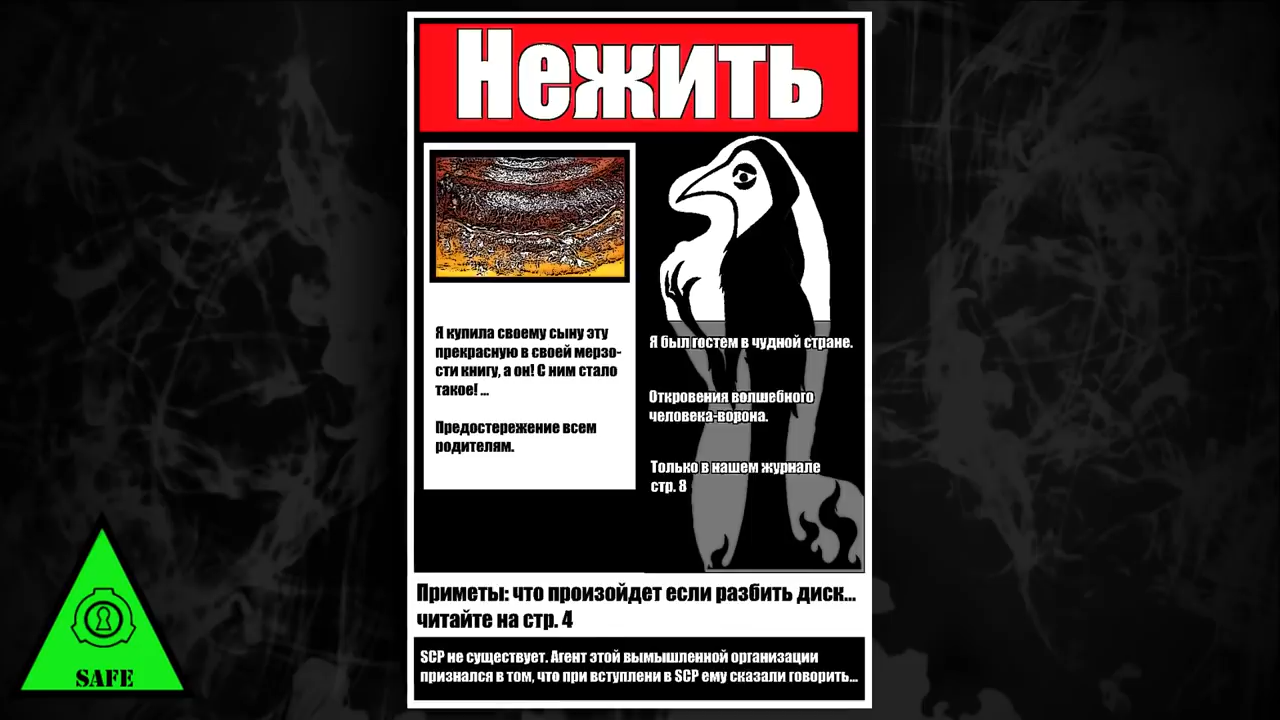 Нежить
Я купила своему сыну эту
прекрасную в своей мерзо-
сти книгу, а он! С ним стало
такое! ...
Предостережение всем
родителям.
Я был гостем в чудной стране.
Откровения волшебного
человека-ворона.
Только в нашем журнале
стр. 8
Приметы: что произойдет если разбить диск...
читайте на стр. 4
SCP не существует. Агент этой вымышленной организации
признался в том, что при вступлени в SCP ему сказали говорить...
SAFE